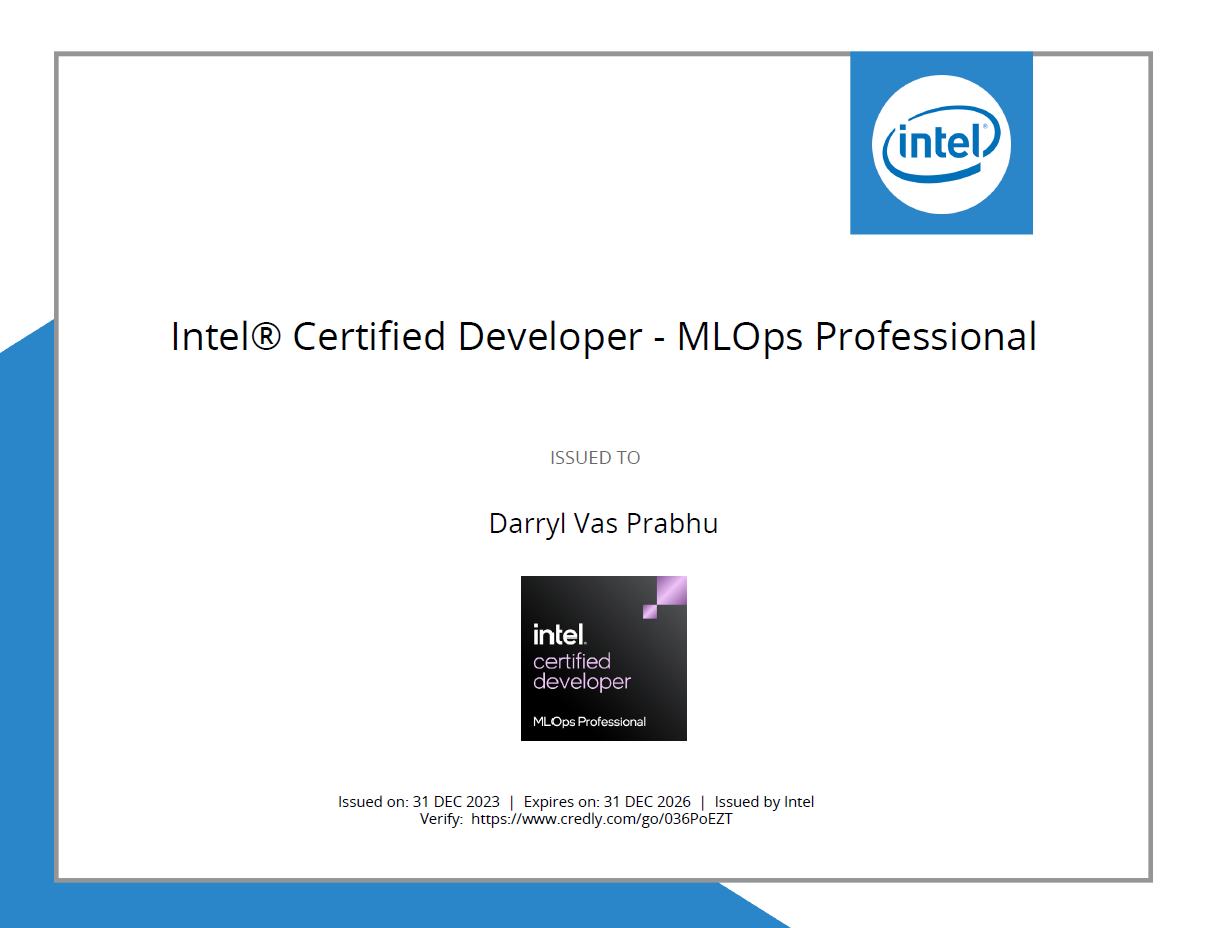 intel®
Intel® Certified Developer - MLOps Professional
ISSUED TO
Darryl Vas Prabhu
intel.
certified
developer
MLOps Professional
Issued on: 31 DEC 2023 | Expires on: 31 DEC 2026 | Issued by Intel
Verify: https://www.credly.com/go/036PoEZT